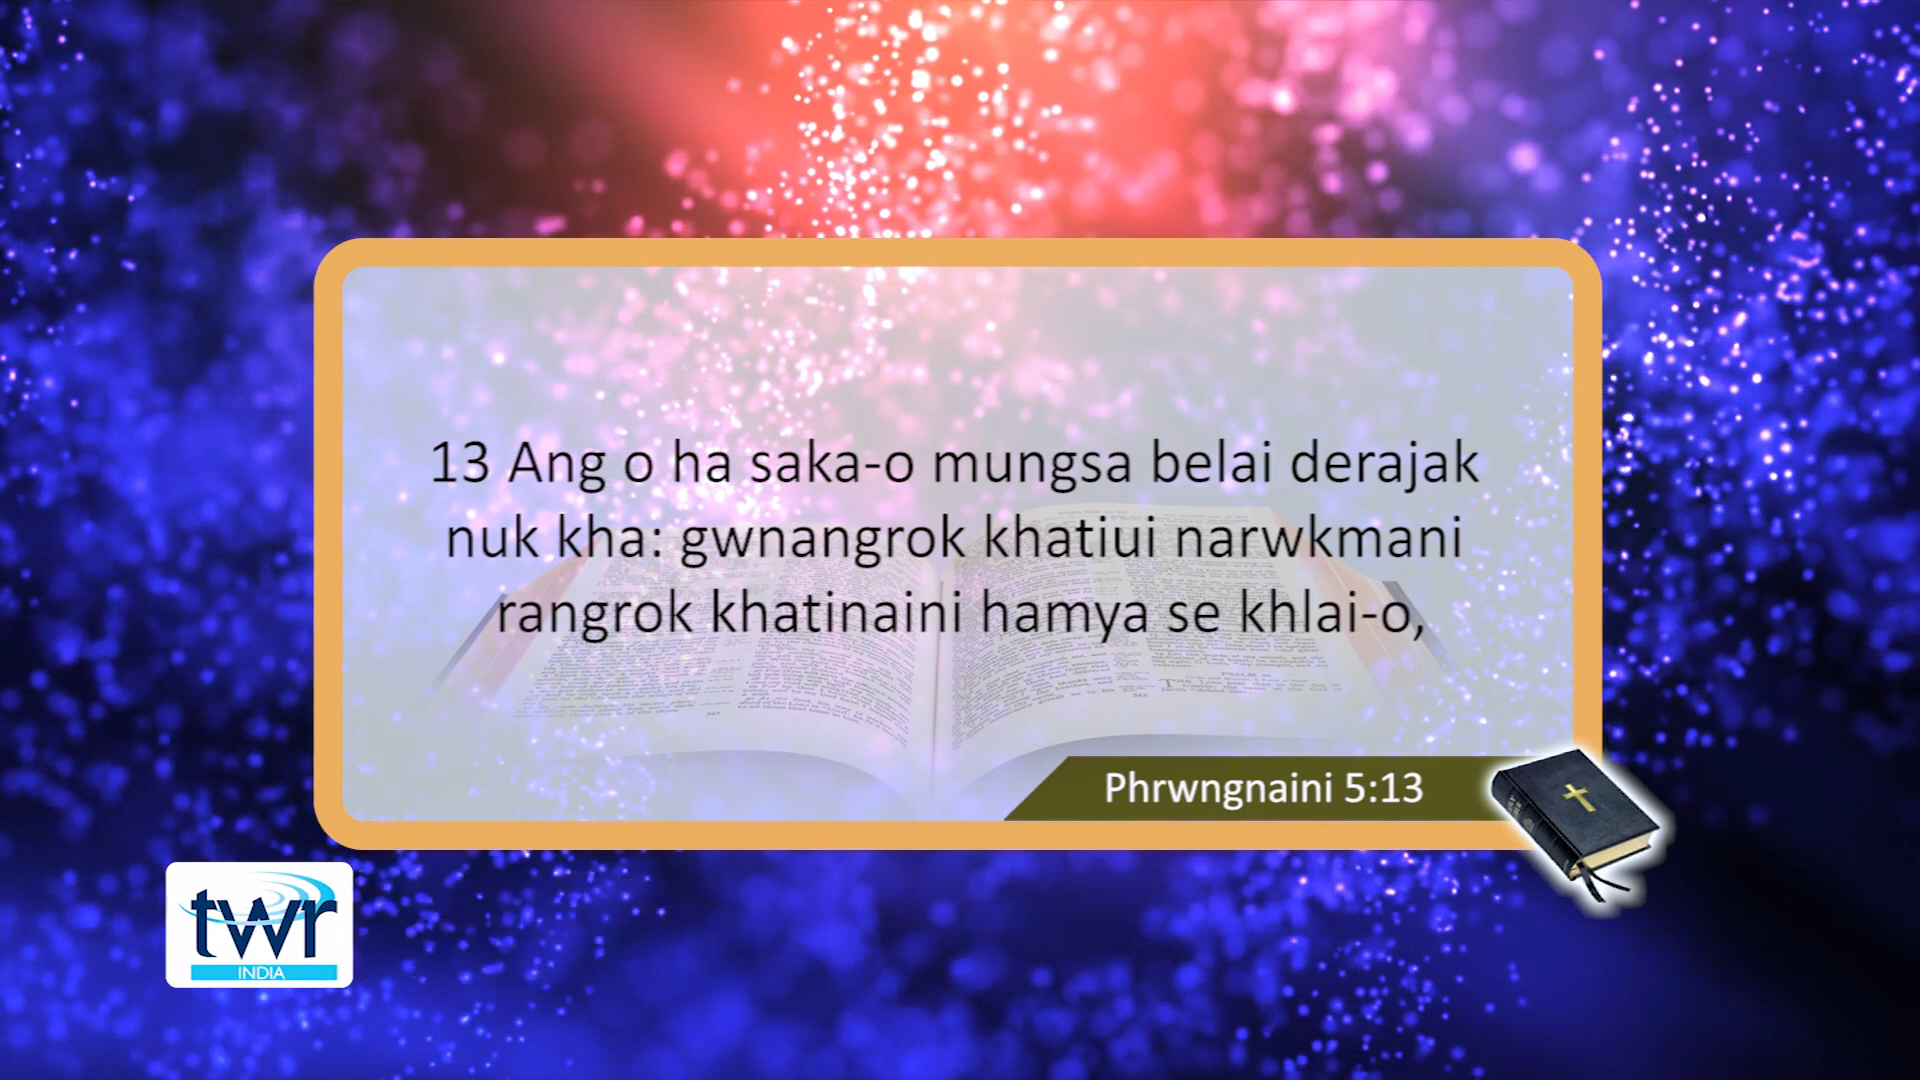 13 Ang o ha saka-o mungsa belai derajak
nuk kha: gwnangrok khatiui narwkmani
rangrok khatinaini hamya se khlai-o,
Phrwngnaini 5:13
twr
INDIA